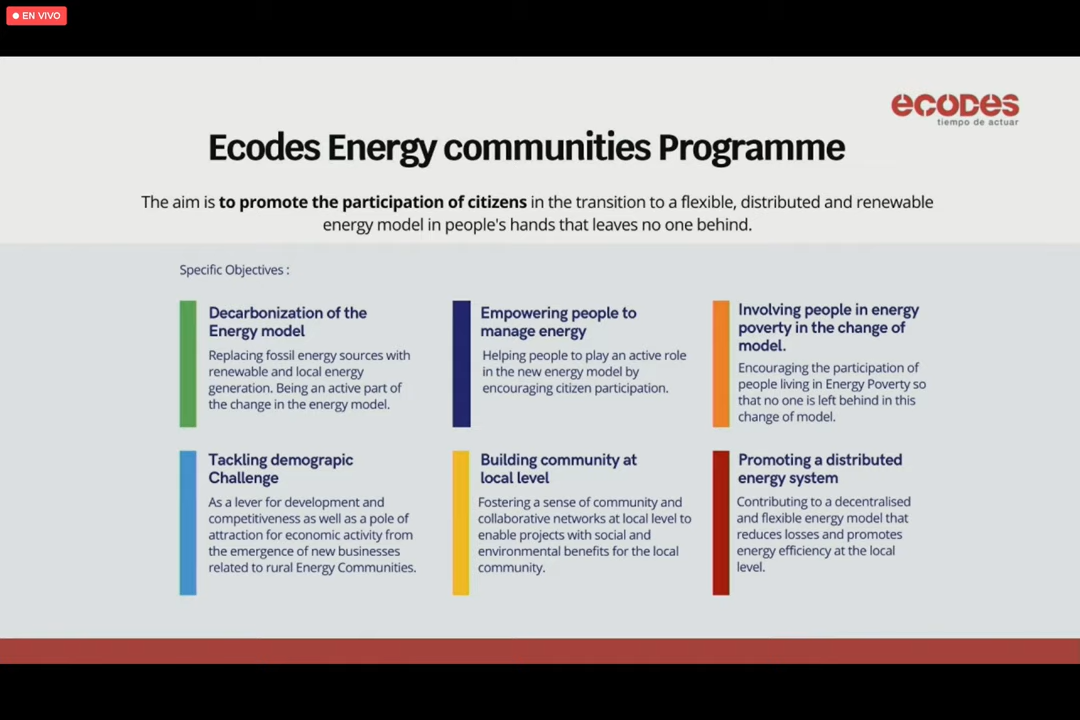 EN VIVO
ecodes
tiempo de actuar
Ecodes Energy communities Programme
The aim is to promote the participation of citizens in the transition to a flexible, distributed and renewable
energy model in people's hands that leaves no one behind.
Specific Objectives :
Decarbonization of the
Energy model
Replacing fossil energy sources with
renewable and local energy
generation. Being an active part of
the change in the energy model.
Empowering people to
manage energy
Helping people to play an active role
in the new energy model by
encouraging citizen participation.
Involving people in energy
poverty in the change of
model.
Encouraging the participation of
people living in Energy Poverty so
that no one is left behind in this
change of model.
Tackling demograpic
Challenge
As a lever for development and
competitiveness as well as a pole of
attraction for economic activity from
the emergence of new businesses
related to rural Energy Communities.
Building community at
local level
Fostering a sense of community and
collaborative networks at local level to
enable projects with social and
environmental benefits for the local
community.
Promoting a distributed
energy system
Contributing to a decentralised
and flexible energy model that
reduces losses and promotes
energy efficiency at the local
level.